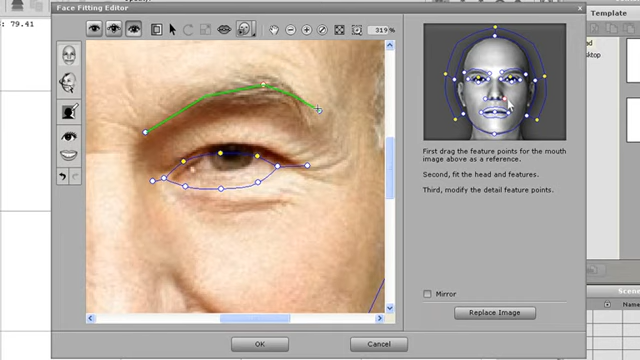 Face Fitting Editor
x
: 79.41
319 %
Template
First drag the feature points for the mouth
image above as a reference.
Second, fit the head and features.
Third, modify the detail feature points.
Mirror
Replace Image
OK
Cancel